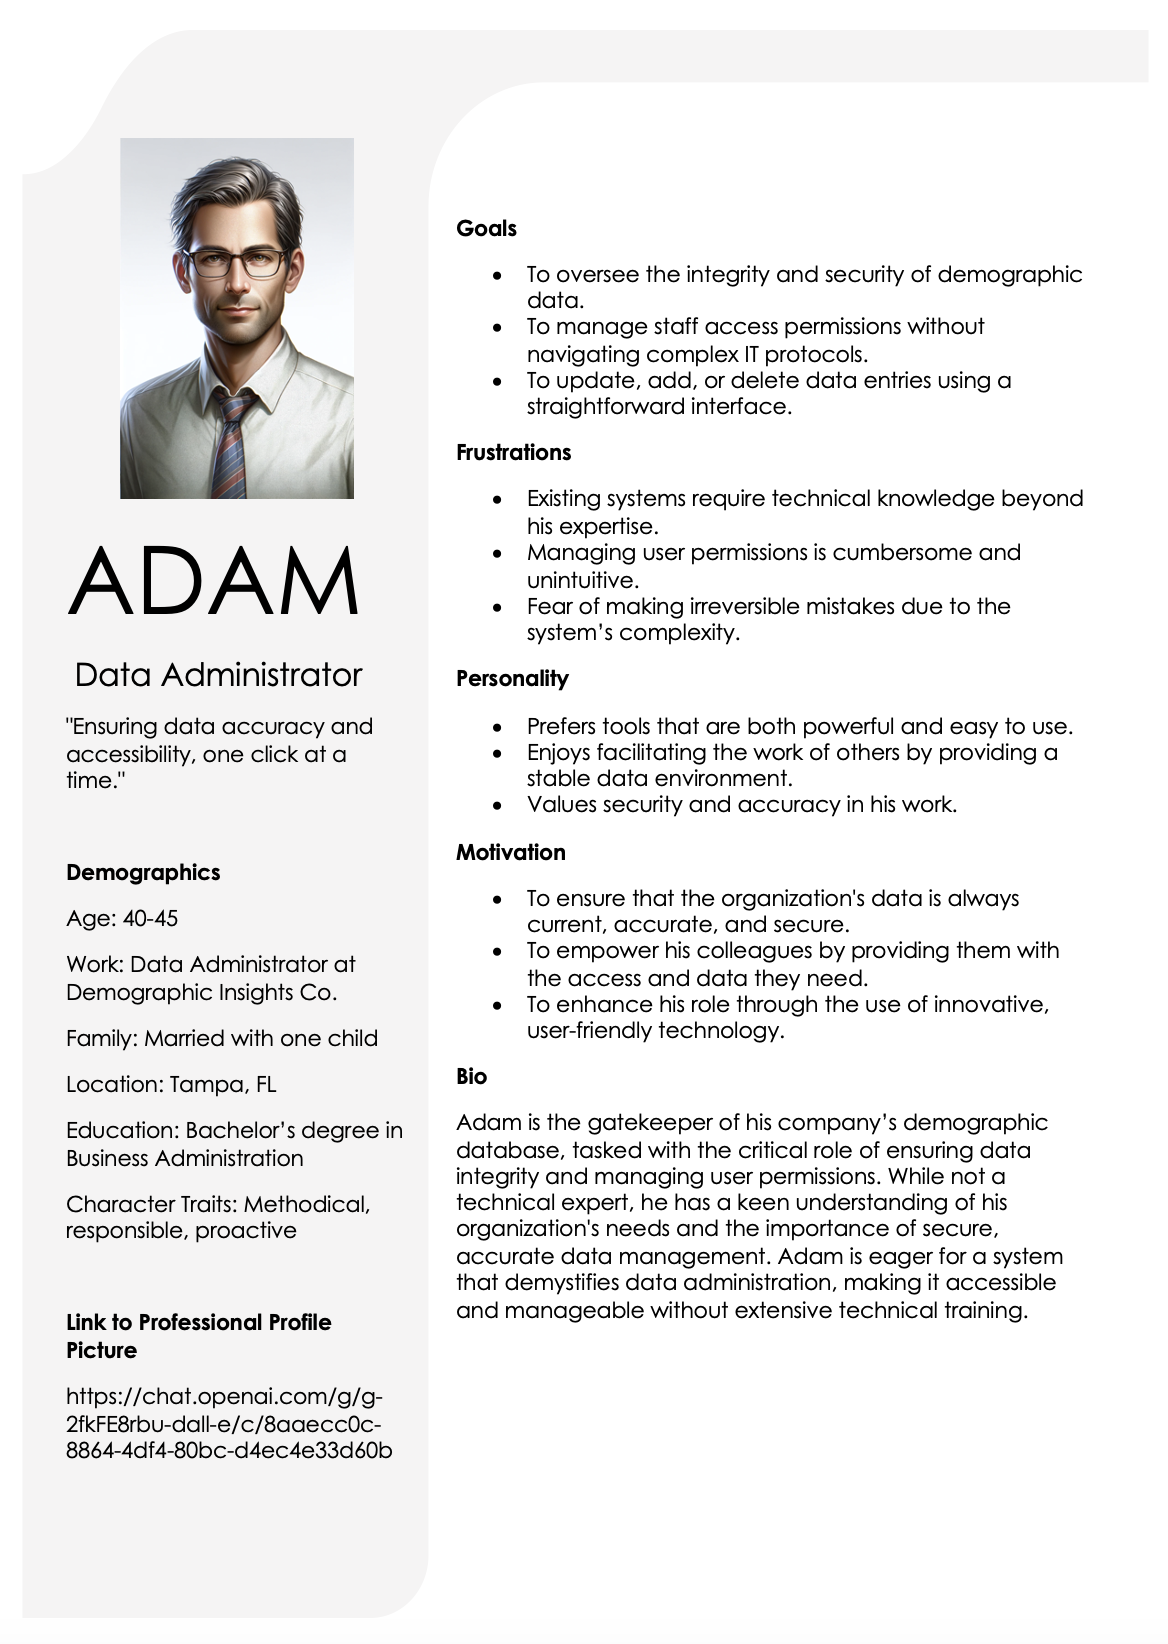 ADAM
Data Administrator
"Ensuring data accuracy and
accessibility, one click at a
time."
Demographics
Age: 40-45
Work: Data Administrator at
Demographic Insights Co.
Family: Married with one child
Location: Tampa, FL
Education: Bachelor’s degree in
Business Administration
Character Traits: Methodical,
responsible, proactive
Link to Professional Profile
Picture
https://chat.openai.com/g/g-
2fkFE8rbu-dall-e/c/8aaecc0c-
8864-4df4-80bc-d4ec4e33d60b
Goals
• To oversee the integrity and security of demographic
data.
• To manage staff access permissions without
navigating complex IT protocols.
• To update, add, or delete data entries using a
straightforward interface.
Frustrations
• Existing systems require technical knowledge beyond
his expertise.
• Managing user permissions is cumbersome and
unintuitive.
• Fear of making irreversible mistakes due to the
system’s complexity.
Personality
• Prefers tools that are both powerful and easy to use.
• Enjoys facilitating the work of others by providing a
stable data environment.
• Values security and accuracy in his work.
Motivation
• To ensure that the organization's data is always
current, accurate, and secure.
• To empower his colleagues by providing them with
the access and data they need.
• To enhance his role through the use of innovative,
user-friendly technology.
Bio
Adam is the gatekeeper of his company’s demographic
database, tasked with the critical role of ensuring data
integrity and managing user permissions. While not a
technical expert, he has a keen understanding of his
organization's needs and the importance of secure,
accurate data management. Adam is eager for a system
that demystifies data administration, making it accessible
and manageable without extensive technical training.